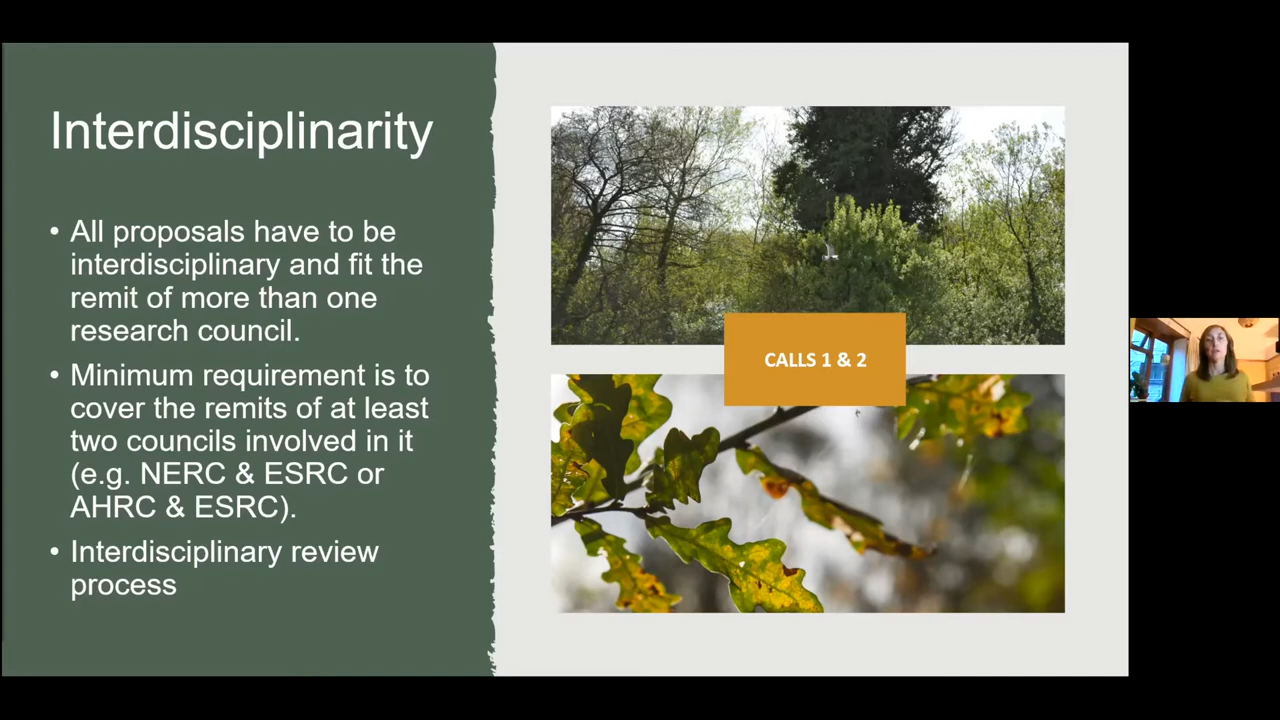 Interdisciplinarity
• All proposals have to be
interdisciplinary and fit the
remit of more than one
research council.
• Minimum requirement is to
cover the remits of at least
two councils involved in it
(e.g. NERC & ESRC or
AHRC & ESRC).
• Interdisciplinary review
process
CALLS 1 & 2